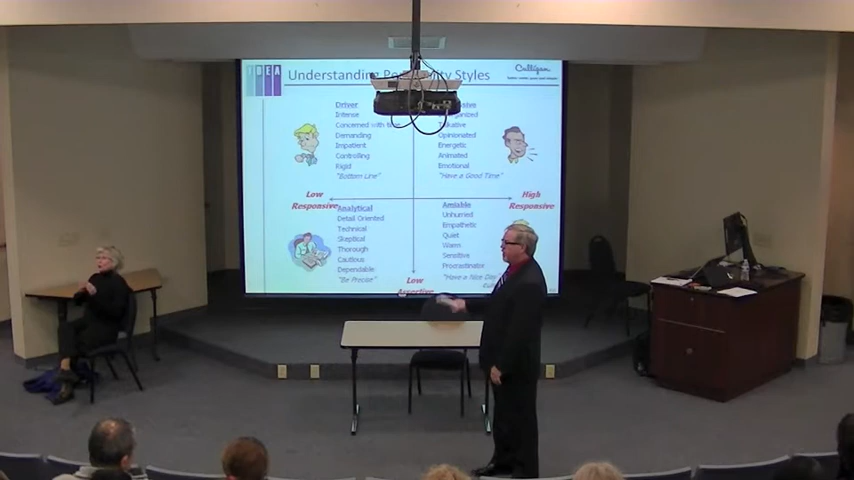 IDEA
Understanding Styles
Culligan
Driver
Intense
Concerned with
Demanding
Impatient
Controlling
Rigid
"Bottom Line"
Talkative
Opinionated
Energetic
Animated
Emotional
"Have a Good Time"
Low
Responsive
High
Responsive
Analytical
Detail Oriented
Technical
Skeptical
Thorough
Cautious
Dependable
"Be Precise"
Amiable
Unhurried
Empathetic
Quiet
Warm
Sensitive
Procrastinator
"Have a Nice Day
Low
Assertive